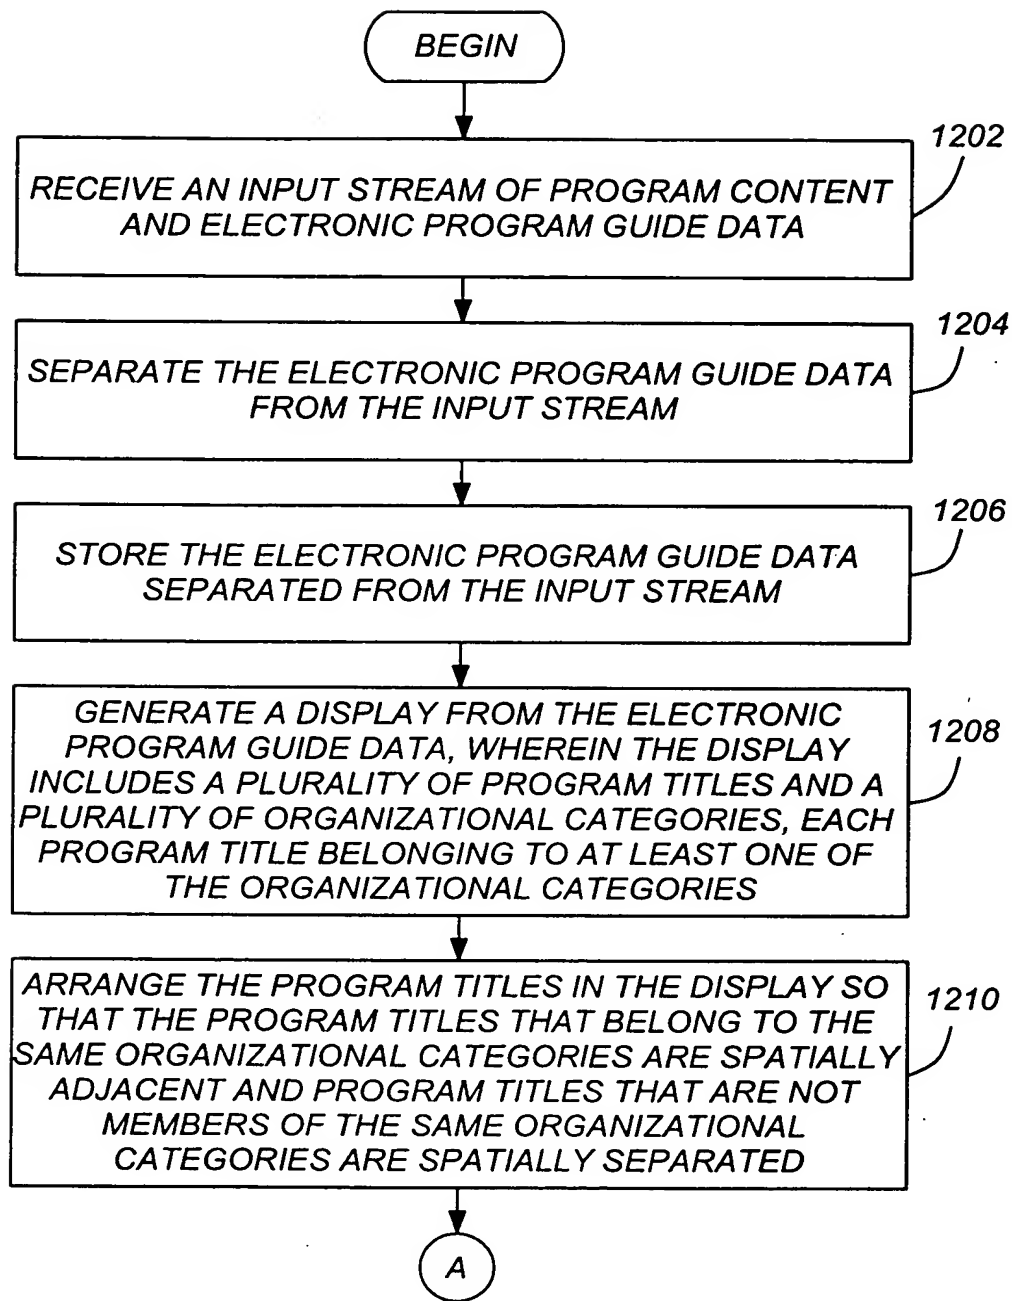 BEGIN
1202
RECEIVE AN INPUT STREAM OF PROGRAM CONTENT
AND ELECTRONIC PROGRAM GUIDE DATA
1204
SEPARATE THE ELECTRONIC PROGRAM GUIDE DATA
FROM THE INPUT STREAM
1206
STORE THE ELECTRONIC PROGRAM GUIDE DATA
SEPARATED FROM THE INPUT STREAM
1208
GENERATE A DISPLAY FROM THE ELECTRONIC
PROGRAM GUIDE DATA, WHEREIN THE DISPLAY
INCLUDES A PLURALITY OF PROGRAM TITLES AND A
PLURALITY OF ORGANIZATIONAL CATEGORIES, EACH
PROGRAM TITLE BELONGING TO AT LEAST ONE OF
THE ORGANIZATIONAL CATEGORIES
1210
ARRANGE THE PROGRAM TITLES IN THE DISPLAY SO
THAT THE PROGRAM TITLES THAT BELONG TO THE
SAME ORGANIZATIONAL CATEGORIES ARE SPATIALLY
ADJACENT AND PROGRAM TITLES THAT ARE NOT
MEMBERS OF THE SAME ORGANIZATIONAL
CATEGORIES ARE SPATIALLY SEPARATED
A